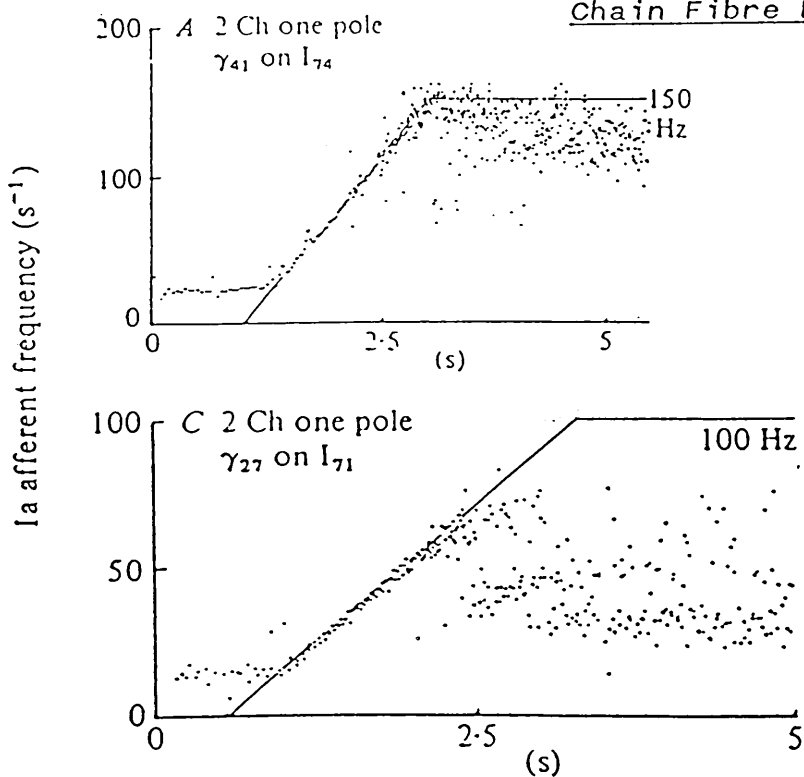 Chain Fibre
200
A 2 Ch one pole
γ₄₁ on I₇₄
150
Hz
100
0
0
2·5
5
(s)
Ia afferent frequency (s⁻¹)
100
C 2 Ch one pole
γ₂₇ on I₇₁
100 Hz
50
0
0
2·5
5
(s)